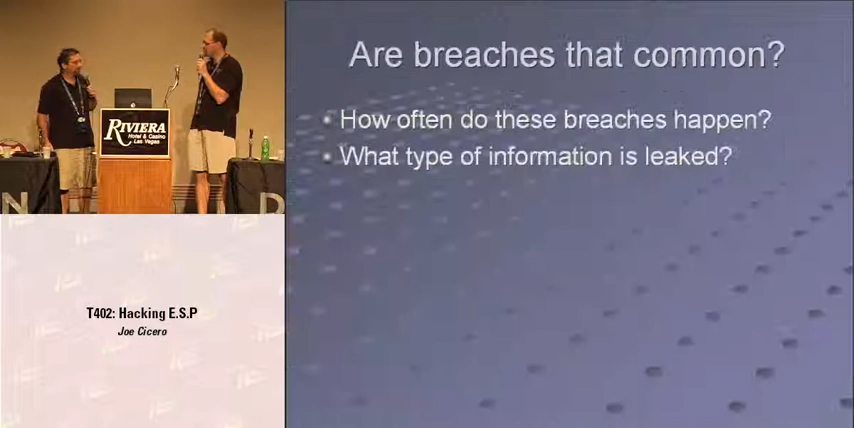 RIVIERA
Hotel & Casino
Las Vegas
N
D
T402: Hacking E.S.P
Joe Cicero
Are breaches that common?
• How often do these breaches happen?
• What type of information is leaked?